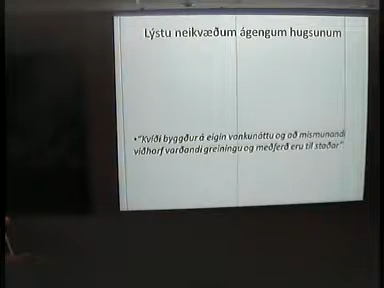 Lýstu neikvæðum ágengum hugsunum
•"Kvíði byggður á eigin vankunáttu og að mismunandi
viðhorf varðandi greiningu og meðferð eru til staðar"